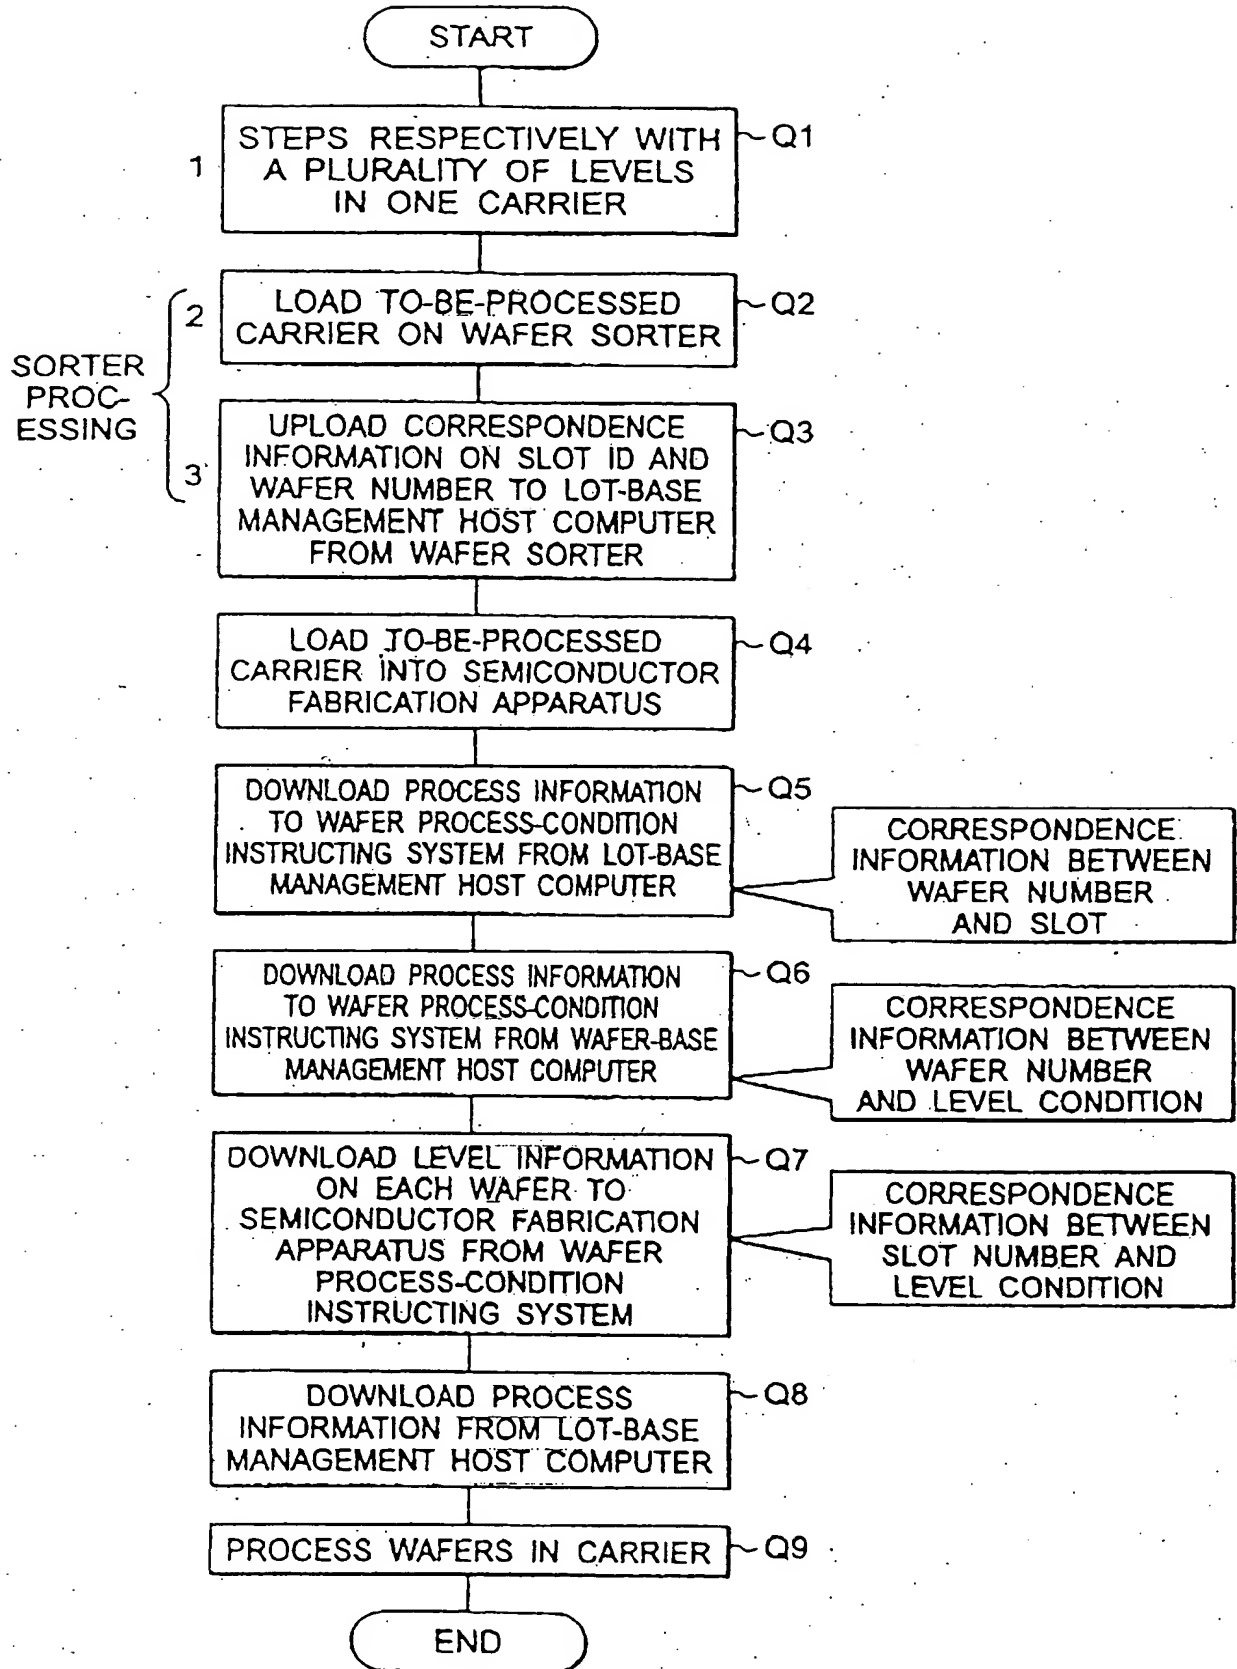 START
STEPS RESPECTIVELY WITH
A PLURALITY OF LEVELS
IN ONE CARRIER
Q1
1
LOAD TO-BE-PROCESSED
CARRIER ON WAFER SORTER
Q2
2
SORTER
PROC-
ESSING
UPLOAD CORRESPONDENCE
INFORMATION ON SLOT ID AND
WAFER NUMBER TO LOT-BASE
MANAGEMENT HOST COMPUTER
FROM WAFER SORTER
Q3
3
LOAD TO-BE-PROCESSED
CARRIER INTO SEMICONDUCTOR
FABRICATION APPARATUS
Q4
DOWNLOAD PROCESS INFORMATION
TO WAFER PROCESS-CONDITION
INSTRUCTING SYSTEM FROM LOT-BASE
MANAGEMENT HOST COMPUTER
Q5
CORRESPONDENCE
INFORMATION BETWEEN
WAFER NUMBER
AND SLOT
DOWNLOAD PROCESS INFORMATION
TO WAFER PROCESS-CONDITION
INSTRUCTING SYSTEM FROM WAFER-BASE
MANAGEMENT HOST COMPUTER
Q6
CORRESPONDENCE
INFORMATION BETWEEN
WAFER NUMBER
AND LEVEL CONDITION
DOWNLOAD LEVEL INFORMATION
ON EACH WAFER TO
SEMICONDUCTOR FABRICATION
APPARATUS FROM WAFER
PROCESS-CONDITION
INSTRUCTING SYSTEM
Q7
CORRESPONDENCE
INFORMATION BETWEEN
SLOT NUMBER AND
LEVEL CONDITION
DOWNLOAD PROCESS
INFORMATION FROM LOT-BASE
MANAGEMENT HOST COMPUTER
Q8
PROCESS WAFERS IN CARRIER
Q9
END